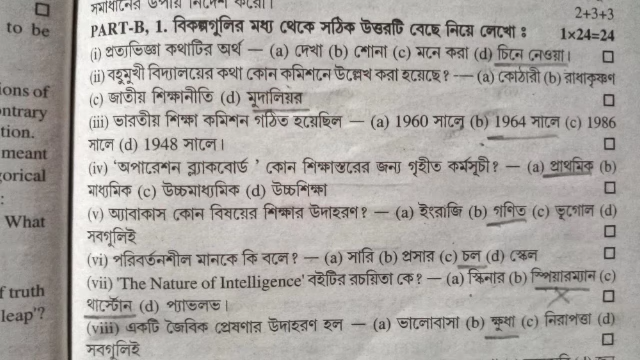 to be
ions of
ntrary
tion.
meant
gorical
:
What
f truth
leap'?
2+3+3
PART-B, 1. বিকল্পগুলির মধ্য থেকে সঠিক উত্তরটি বেছে নিয়ে লেখো : 1×24=24
(i) প্রত্যভিজ্ঞা কথাটির অর্থ — (a) দেখা (b) শোনা (c) মনে করা (d) চিনে নেওয়া।
(ii) বহুমুখী বিদ্যালয়ের কথা কোন কমিশনে উল্লেখ করা হয়েছে? — (a) কোঠারী (b) রাধাকৃষ্ণণ
(c) জাতীয় শিক্ষানীতি (d) মুদালিয়র
(iii) ভারতীয় শিক্ষা কমিশন গঠিত হয়েছিল — (a) 1960 সালে (b) 1964 সালে (c) 1986
সালে (d) 1948 সালে।
(iv) 'অপারেশন ব্ল্যাকবোর্ড ' কোন শিক্ষাস্তরের জন্য গৃহীত কর্মসূচী? — (a) প্রাথমিক (b)
মাধ্যমিক (c) উচ্চমাধ্যমিক (d) উচ্চশিক্ষা
(v) অ্যাবাকাস কোন বিষয়ের শিক্ষার উদাহরণ? — (a) ইংরাজি (b) গণিত (c) ভূগোল (d)
সবগুলিই
(vi) পরিবর্তনশীল মানকে কি বলে? — (a) সারি (b) প্রসার (c) চল (d) স্কেল
(vii) 'The Nature of Intelligence' বইটির রচয়িতা কে? — (a) স্কিনার (b) স্পিয়ারম্যান (c)
থার্স্টোন (d) প্যাভলভ।
(viii) একটি জৈবিক প্রেষণার উদাহরণ হল — (a) ভালোবাসা (b) ক্ষুধা (c) নিরাপত্তা (d)
সবগুলিই